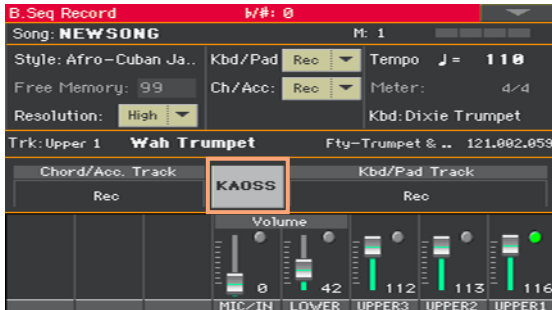 B.Seq Record ♭/#: 0
Song: NEWSONG M: 1
Style: Afro-Cuban Ja.. Kbd/Pad Rec Tempo ♩= 110
Free Memory: 99 Ch/Acc: Rec Meter: 4/4
Resolution: High Kbd: Dixie Trumpet
Trk: Upper 1 Wah Trumpet Fty-Trumpet & .. 121.002.059
Chord/Acc. Track KAOSS Kbd/Pad Track
Rec Rec
Volume
0 42 112 113 116
MIC/IN LOWER UPPER3 UPPER2 UPPER1